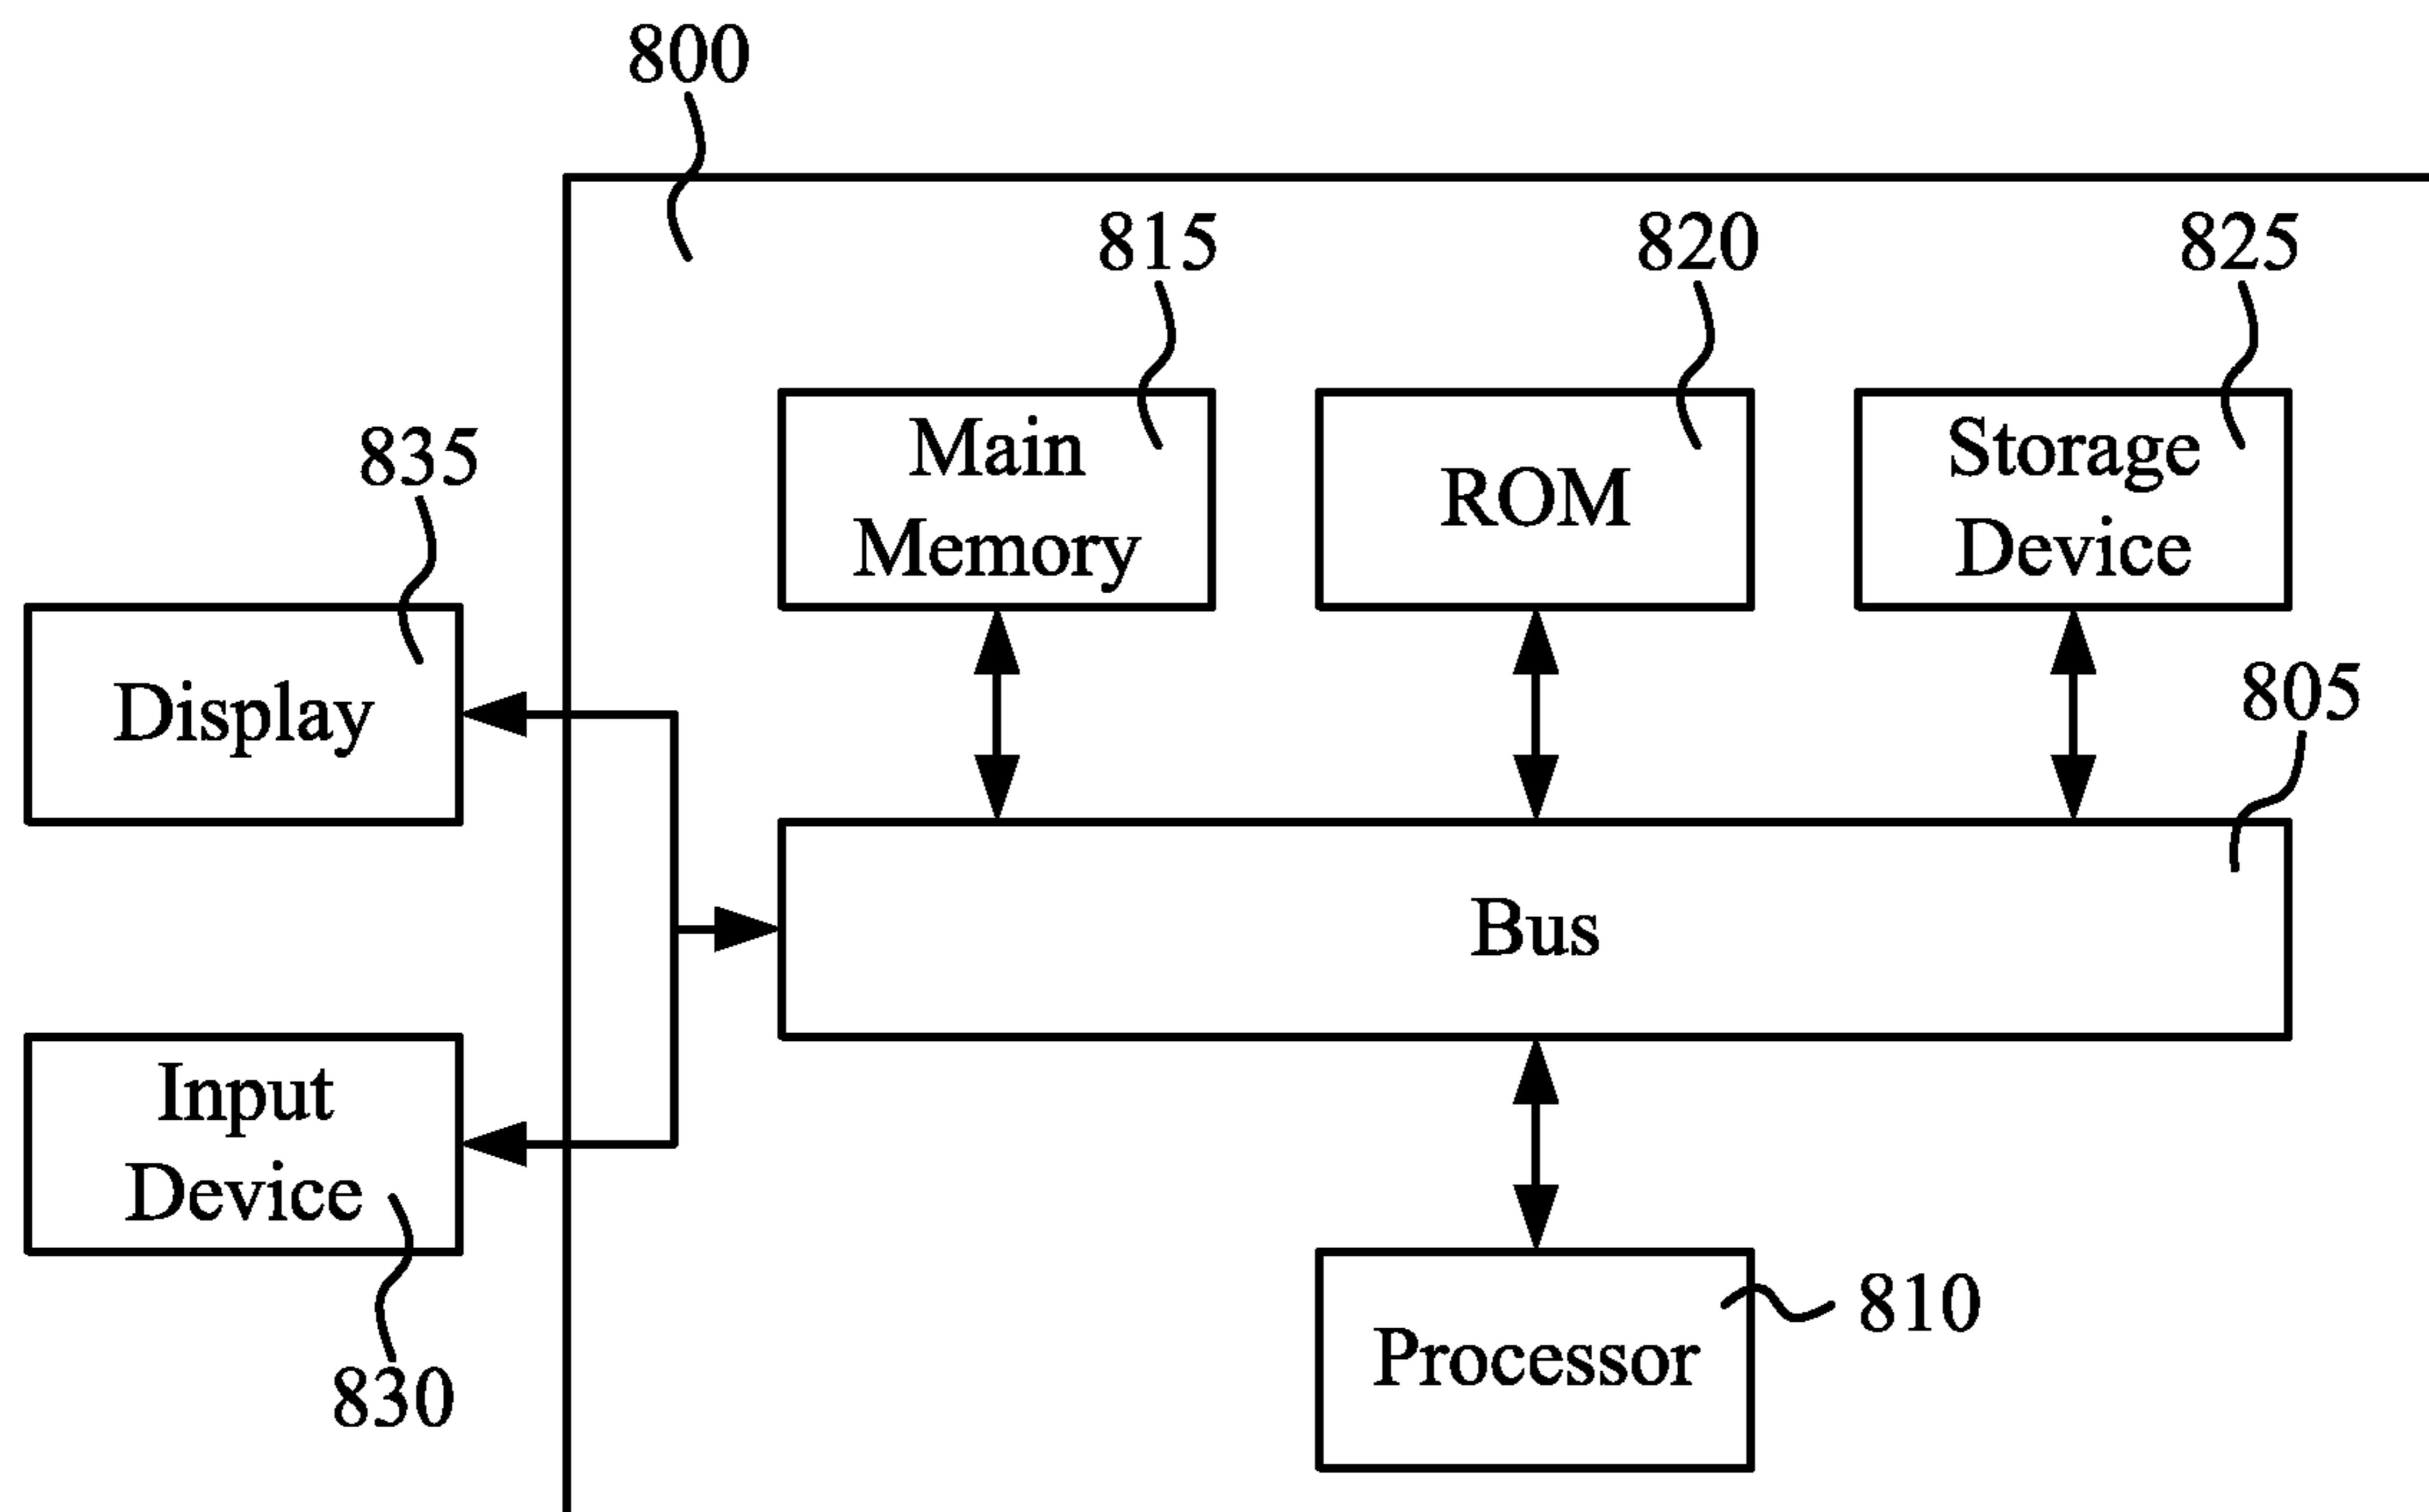 800
815
820
825
Main
Memory
ROM
Storage
Device
835
Display
805
Bus
Input
Device
830
Processor
810